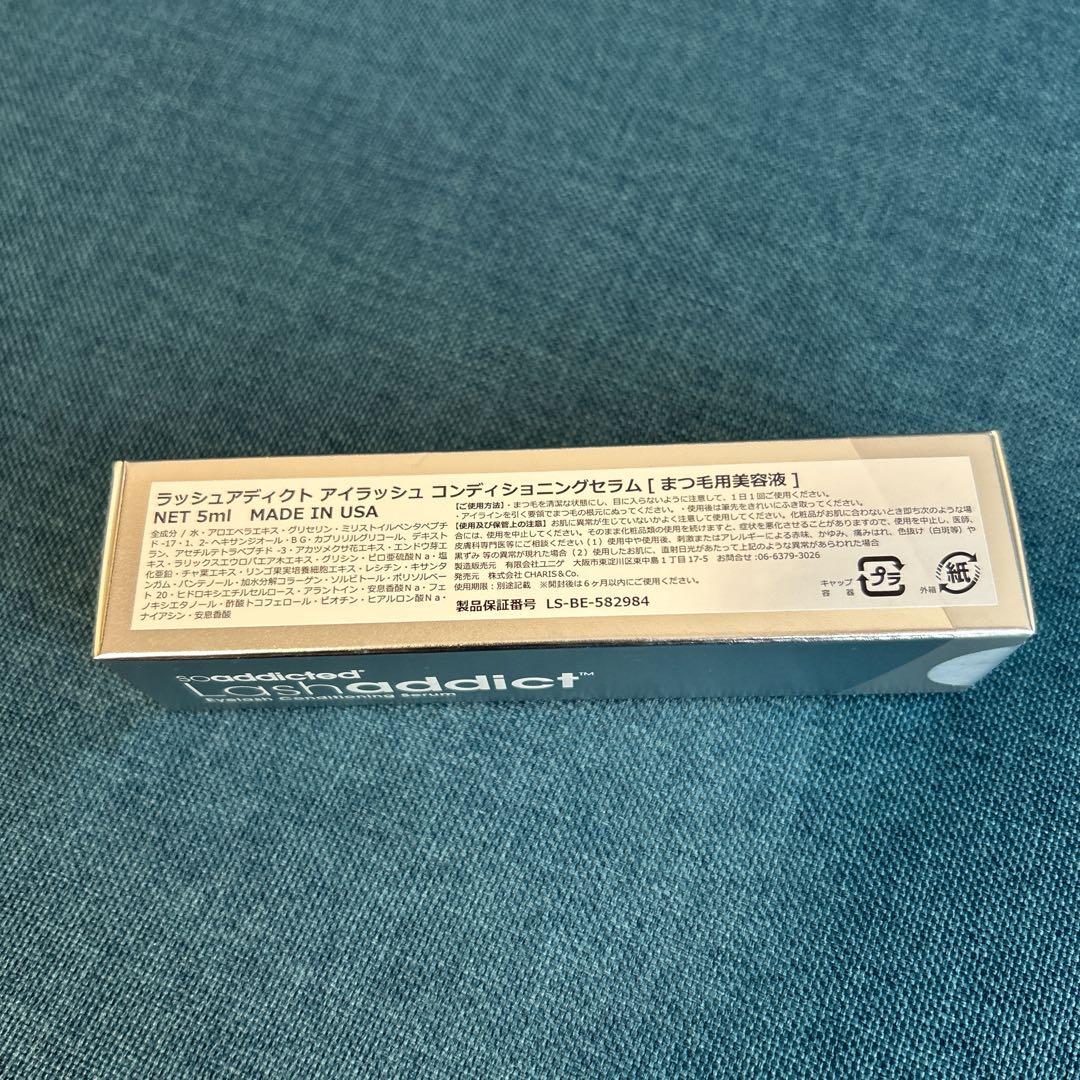 ラッシュアディクト アイラッシュ コンディショニングセラム [ まつ毛用美容液 ]
NET 5ml MADE IN USA
全成分 / 水・アロエベラエキス・グリセリン・ミリストイルペンタペプチ
ド -17・1、2- ヘキサンジオール・BG・カプリリルグリコール、デキスト
ラン、アセチルテトラペプチド -3・アカツメクサ花エキス・エンドウ芽エ
キス・ラリックスエウロパエア木エキス・グリシン・ピロ亜硫酸Na・塩
化亜鉛・チャ葉エキス・リンゴ果実培養細胞エキス・レシチン・キサンタ
ンガム・パンテノール・加水分解コラーゲン・ソルビトール・ポリソルベー
ト 20・ヒドロキシエチルセルロース・アラントイン・安息香酸Na・フェ
ノキシエタノール・酢酸トコフェロール・ビオチン・ヒアルロン酸Na・
ナイアシン・安息香酸
【ご使用方法】・まつ毛を清潔な状態にし、目に入らないように注意して、1日1回ご使用ください。
・アイラインを引く要領でまつ毛の根元にぬってください。・使用後は筆先をきれいにふき取ってください。
【使用及び保管上の注意】お肌に異常が生じていないかよく注意して使用してください。化粧品がお肌に合わないとき即ち次のような場
合には、使用を中止してください。そのまま化粧品類の使用を続けますと、症状を悪化させることがありますので、使用を中止し、医師、
皮膚科専門医等にご相談ください（1）使用中や使用後、刺激またはアレルギーによる赤味、かゆみ、痛みはれ、色抜け（白斑等）や
黒ずみ 等の異常が現れた場合（2）使用したお肌に、直射日光があたって上記のような異常があらわれた場合
製造販売元 有限会社ユニゲ 大阪市東淀川区東中島1丁目17-5 お問合せ :06-6379-3026
発売元 株式会社 CHARIS&Co.
使用期限：別途記載 ※開封後は6ヶ月以内にご使用ください。
製品保証番号 LS-BE-582984
キャップ
容 器
プラ
外箱
紙
soaddicted®
Lashaddict™
Eyelash Conditioning Serum